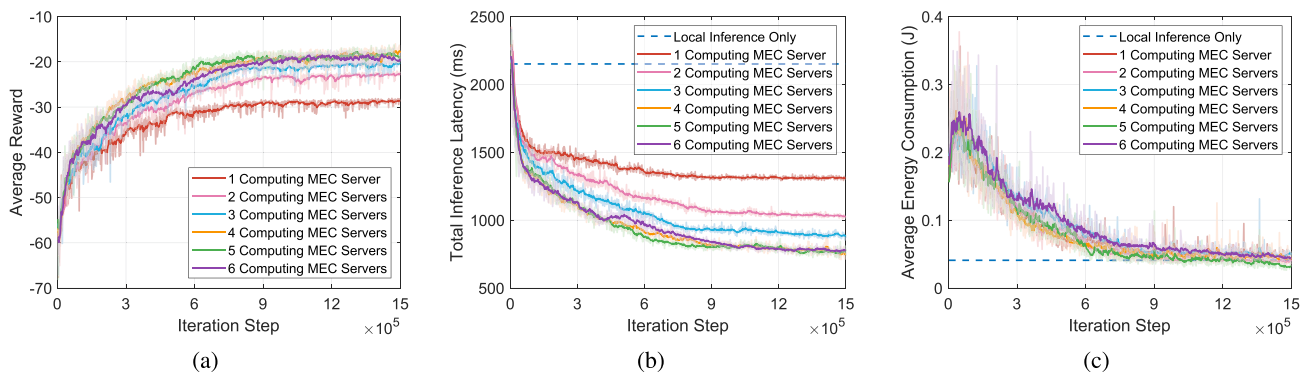 -10
-20
-30
-40
-50
-60
-70
Average Reward
1 Computing MEC Server
2 Computing MEC Servers
3 Computing MEC Servers
4 Computing MEC Servers
5 Computing MEC Servers
6 Computing MEC Servers
0 3 6 9 12 15
Iteration Step ×10⁵
(a)
2500
2000
1500
1000
500
Total Inference Latency (ms)
Local Inference Only
1 Computing MEC Server
2 Computing MEC Servers
3 Computing MEC Servers
4 Computing MEC Servers
5 Computing MEC Servers
6 Computing MEC Servers
0 3 6 9 12 15
Iteration Step ×10⁵
(b)
0.4
0.3
0.2
0.1
0
Average Energy Consumption (J)
Local Inference Only
1 Computing MEC Server
2 Computing MEC Servers
3 Computing MEC Servers
4 Computing MEC Servers
5 Computing MEC Servers
6 Computing MEC Servers
0 3 6 9 12 15
Iteration Step ×10⁵
(c)